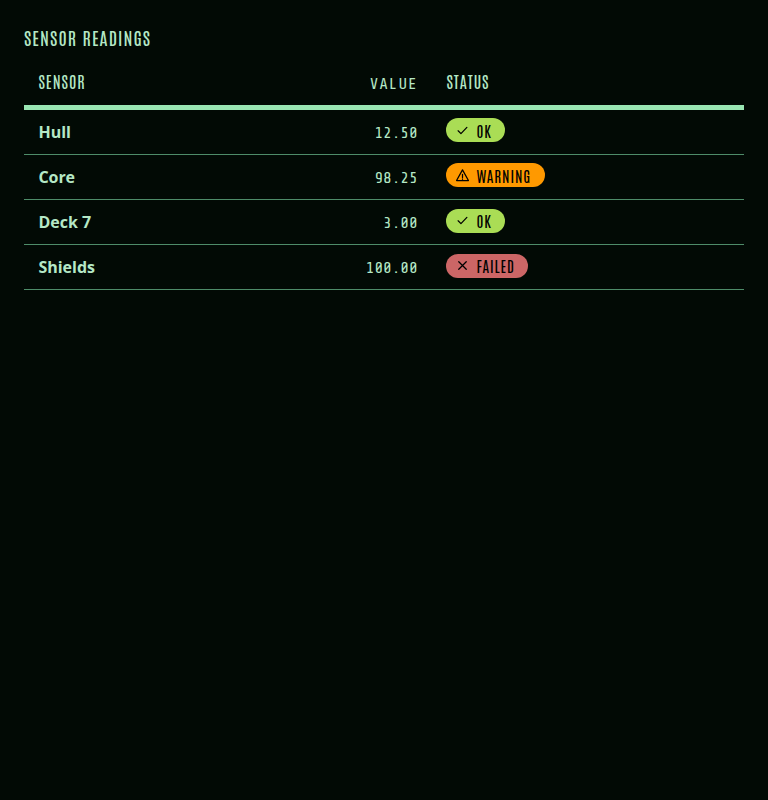 SENSOR READINGS
SENSOR VALUE STATUS
Hull 12.50 OK
Core 98.25 WARNING
Deck 7 3.00 OK
Shields 100.00 FAILED